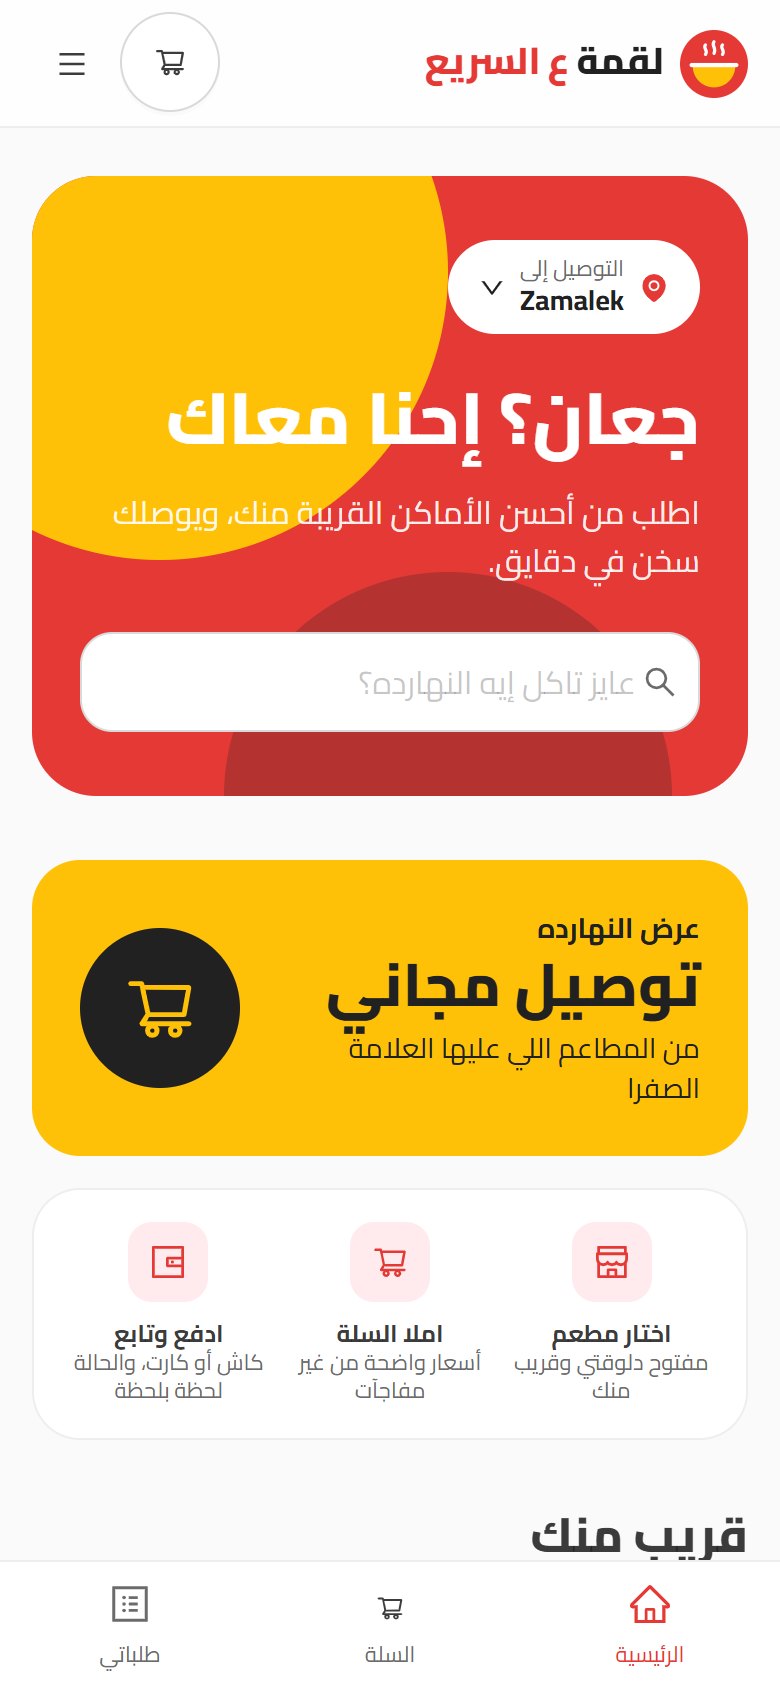 لقمة ع السريع
التوصيل إلى
Zamalek
جعان؟ إحنا معاك
اطلب من أحسن الأماكن القريبة منك، ويوصلك
سخن في دقايق.
عايز تاكل إيه النهارده؟
عرض النهارده
توصيل مجاني
من المطاعم اللي عليها العلامة
الصفرا
اختار مطعم
مفتوح دلوقتي وقريب
منك
املا السلة
أسعار واضحة من غير
مفاجآت
ادفع وتابع
كاش أو كارت، والحالة
لحظة بلحظة
قريب منك
الرئيسية
السلة
طلباتي